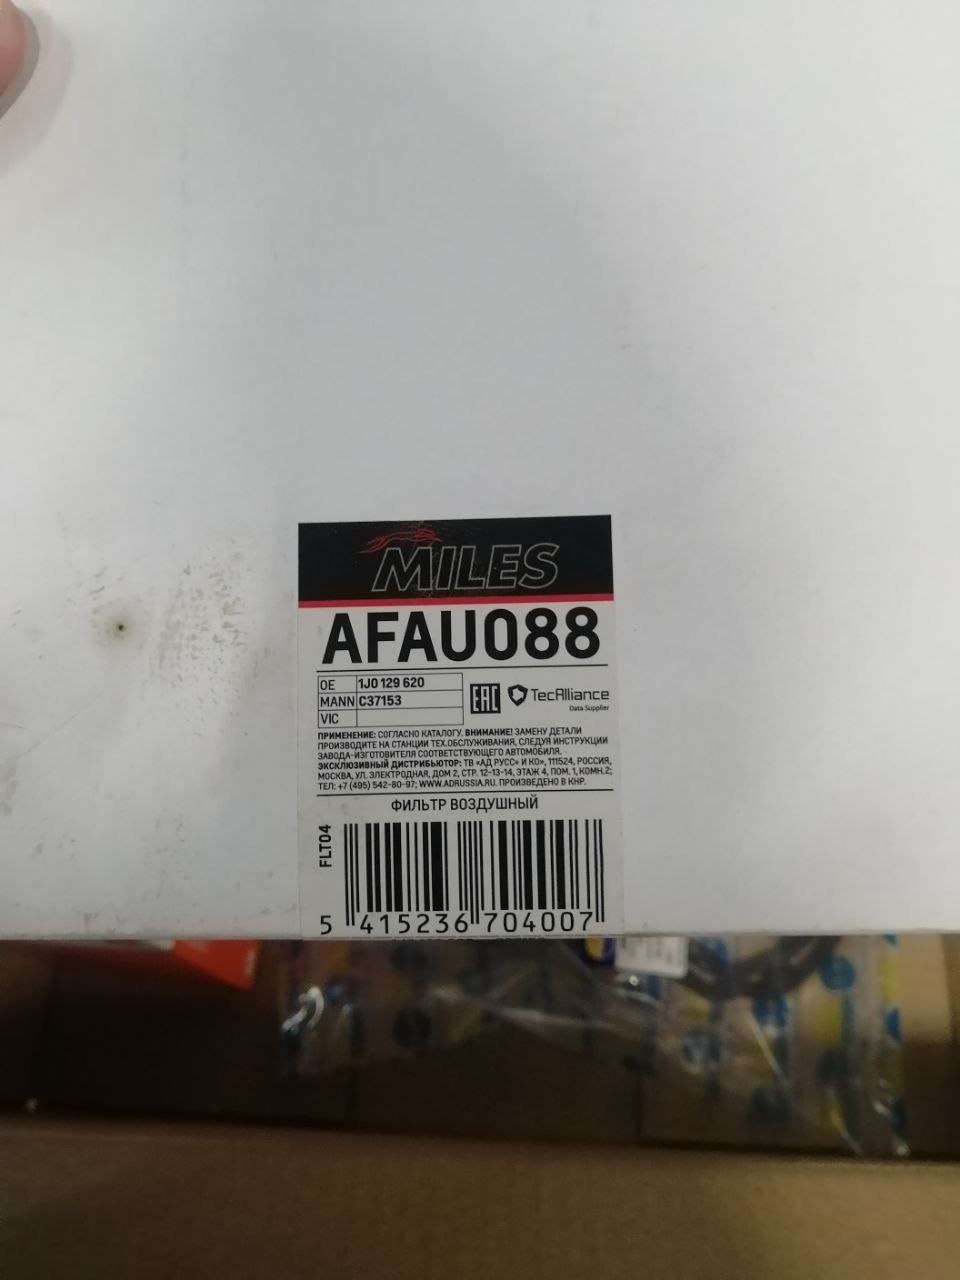 MILES
AFAU088
OE 1J0 129 620
MANN C37153
VIC
EAC TecAlliance
Data Supplier
ПРИМЕНЕНИЕ: СОГЛАСНО КАТАЛОГУ. ВНИМАНИЕ! ЗАМЕНУ ДЕТАЛИ
ПРОИЗВОДИТЕ НА СТАНЦИИ ТЕХ.ОБСЛУЖИВАНИЯ, СЛЕДУЯ ИНСТРУКЦИИ
ЗАВОДА-ИЗГОТОВИТЕЛЯ СООТВЕТСТВУЮЩЕГО АВТОМОБИЛЯ.
ЭКСКЛЮЗИВНЫЙ ДИСТРИБЬЮТОР: ТВ «АД РУСС» И КО», 111524, РОССИЯ,
МОСКВА, УЛ. ЭЛЕКТРОДНАЯ, ДОМ 2, СТР. 12-13-14, ЭТАЖ 4, ПОМ. 1, КОМН.2;
ТЕЛ: +7 (495) 542-80-97; WWW.ADRUSSIA.RU. ПРОИЗВЕДЕНО В КНР.
ФИЛЬТР ВОЗДУШНЫЙ
FLT04
5 415236 704007